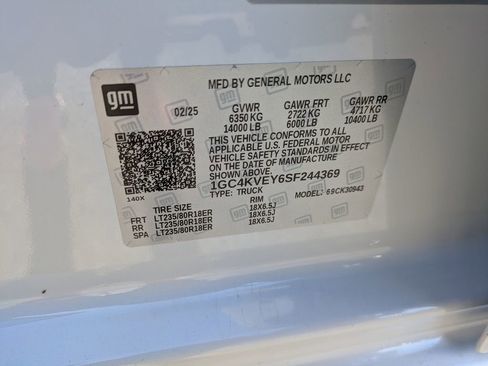 gm
MFD BY GENERAL MOTORS LLC
02/25 GVWR GAWR FRT GAWR RR
6350 KG 2722 KG 4717 KG
14000 LB 6000 LB 10400 LB
THIS VEHICLE CONFORMS TO ALL
APPLICABLE U.S. FEDERAL MOTOR
VEHICLE SAFETY STANDARDS IN EFFECT
ON THE DATE OF MANUFACTURE
SHOWN ABOVE.
1GC4KVEY6SF244369
TYPE: TRUCK MODEL: 69CK30943
140X
TIRE SIZE RIM
FRT LT235/80R18ER 18X6.5J
RR LT235/80R18ER 18X6.5J
SPA LT235/80R18ER 18X6.5J